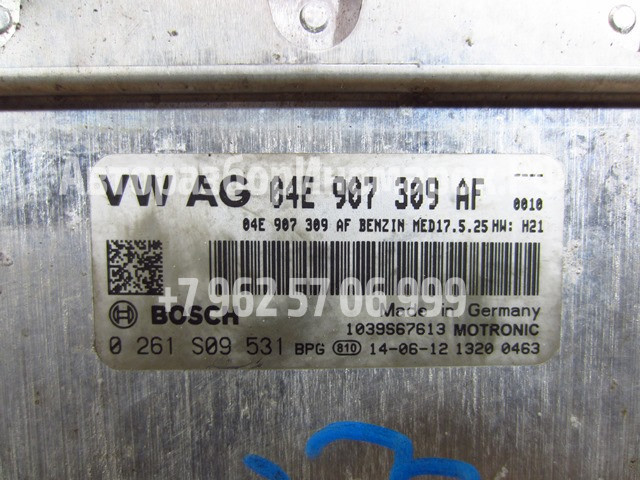 VW AG 04E 907 309 AF 0010
04E 907 309 AF BENZIN MED17.5.25 HW: H21
+7 962 57 06 999
BOSCH Made in Germany
1039S67613 MOTRONIC
0 261 S09 531 BPG 810 14-06-12 1320 0463